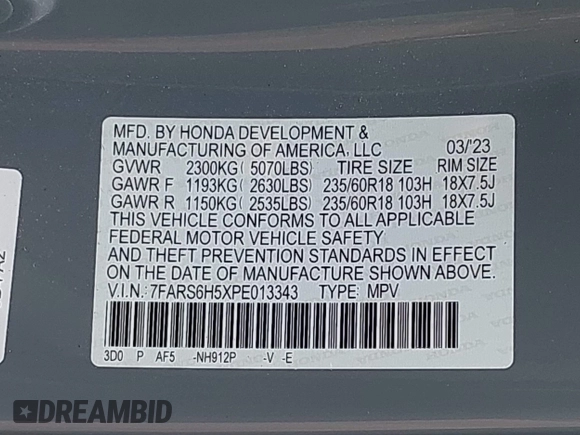 MFD. BY HONDA DEVELOPMENT &
MANUFACTURING OF AMERICA, LLC 03/'23
GVWR 2300KG( 5070LBS) TIRE SIZE RIM SIZE
GAWR F 1193KG( 2630LBS) 235/60R18 103H 18X7.5J
GAWR R 1150KG( 2535LBS) 235/60R18 103H 18X7.5J
THIS VEHICLE CONFORMS TO ALL APPLICABLE
FEDERAL MOTOR VEHICLE SAFETY
AND THEFT PREVENTION STANDARDS IN EFFECT ON
THE DATE OF MANUFACTURE SHOWN ABOVE.
V.I.N.: 7FARS6H5XPE013343 TYPE: MPV
3D0 P AF5 -NH912P -V -E
DREAMBID